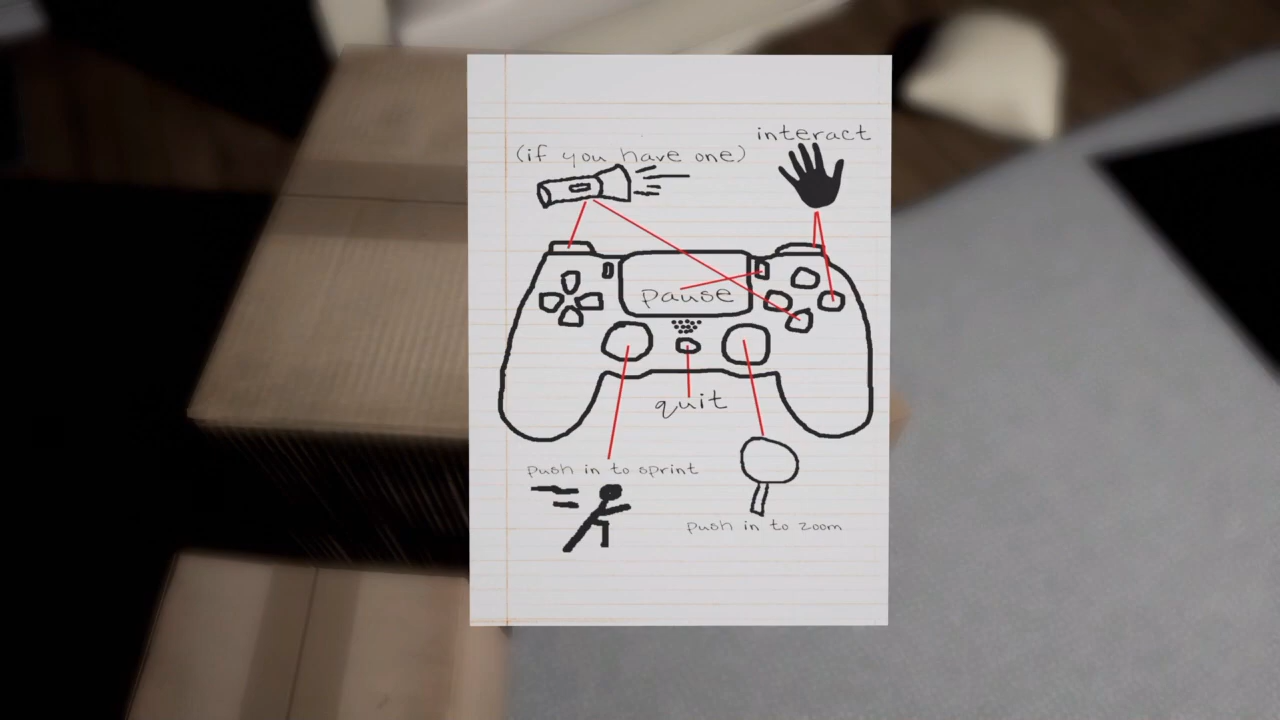 interact
(if you have one)
pause
quit
push in to sprint
push in to zoom